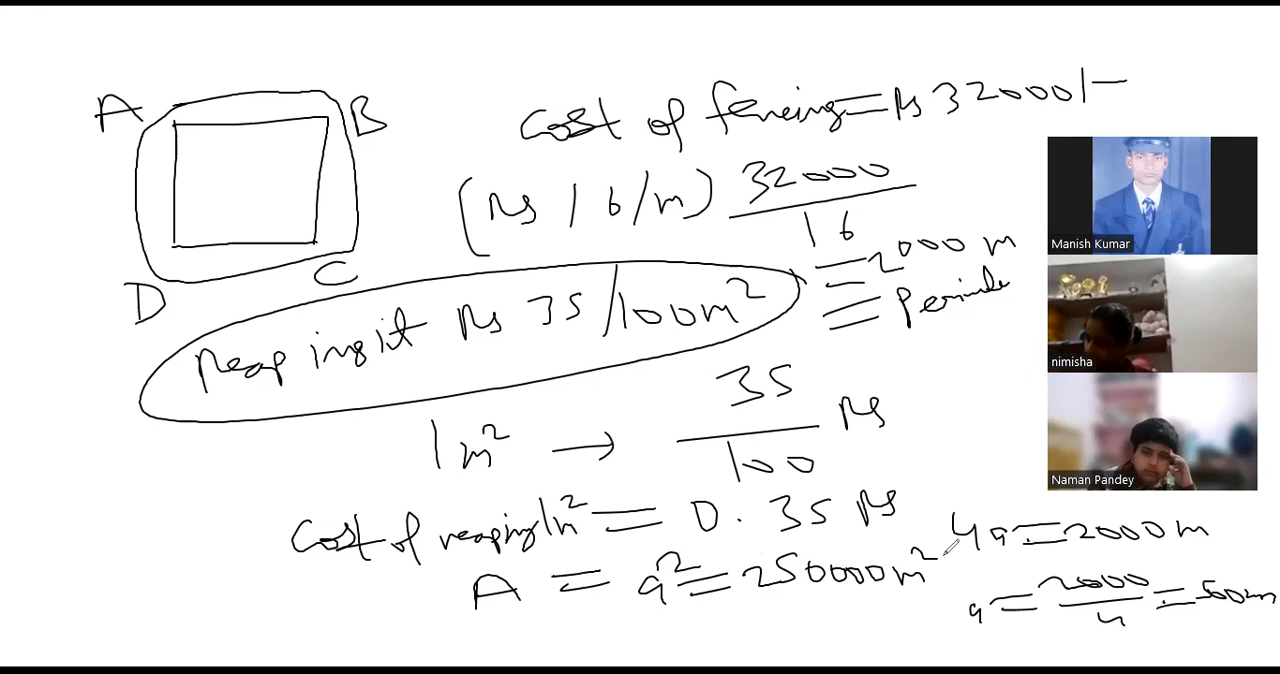 A
B
Cost of fencing = Rs 32000/-
(Rs 16/m) 32000
16
= 2000 m
D
C
= Perimete
Reaping it Rs 35/100m²
1m² → 35
100 Rs
Cost of reaping 1m² = 0.35 Rs
A = a² = 250000m²
4a = 2000m
a = 2000
4 = 500m
Manish Kumar
nimisha
Naman Pandey